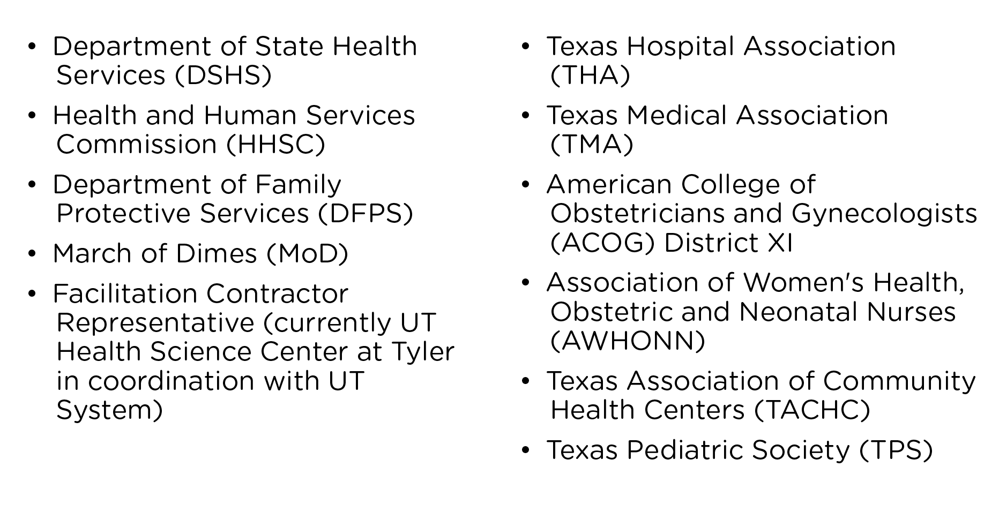 • Department of State Health
Services (DSHS)
• Health and Human Services
Commission (HHSC)
• Department of Family
Protective Services (DFPS)
• March of Dimes (MoD)
• Facilitation Contractor
Representative (currently UT
Health Science Center at Tyler
in coordination with UT
System)
• Texas Hospital Association
(THA)
• Texas Medical Association
(TMA)
• American College of
Obstetricians and Gynecologists
(ACOG) District XI
• Association of Women's Health,
Obstetric and Neonatal Nurses
(AWHONN)
• Texas Association of Community
Health Centers (TACHC)
• Texas Pediatric Society (TPS)